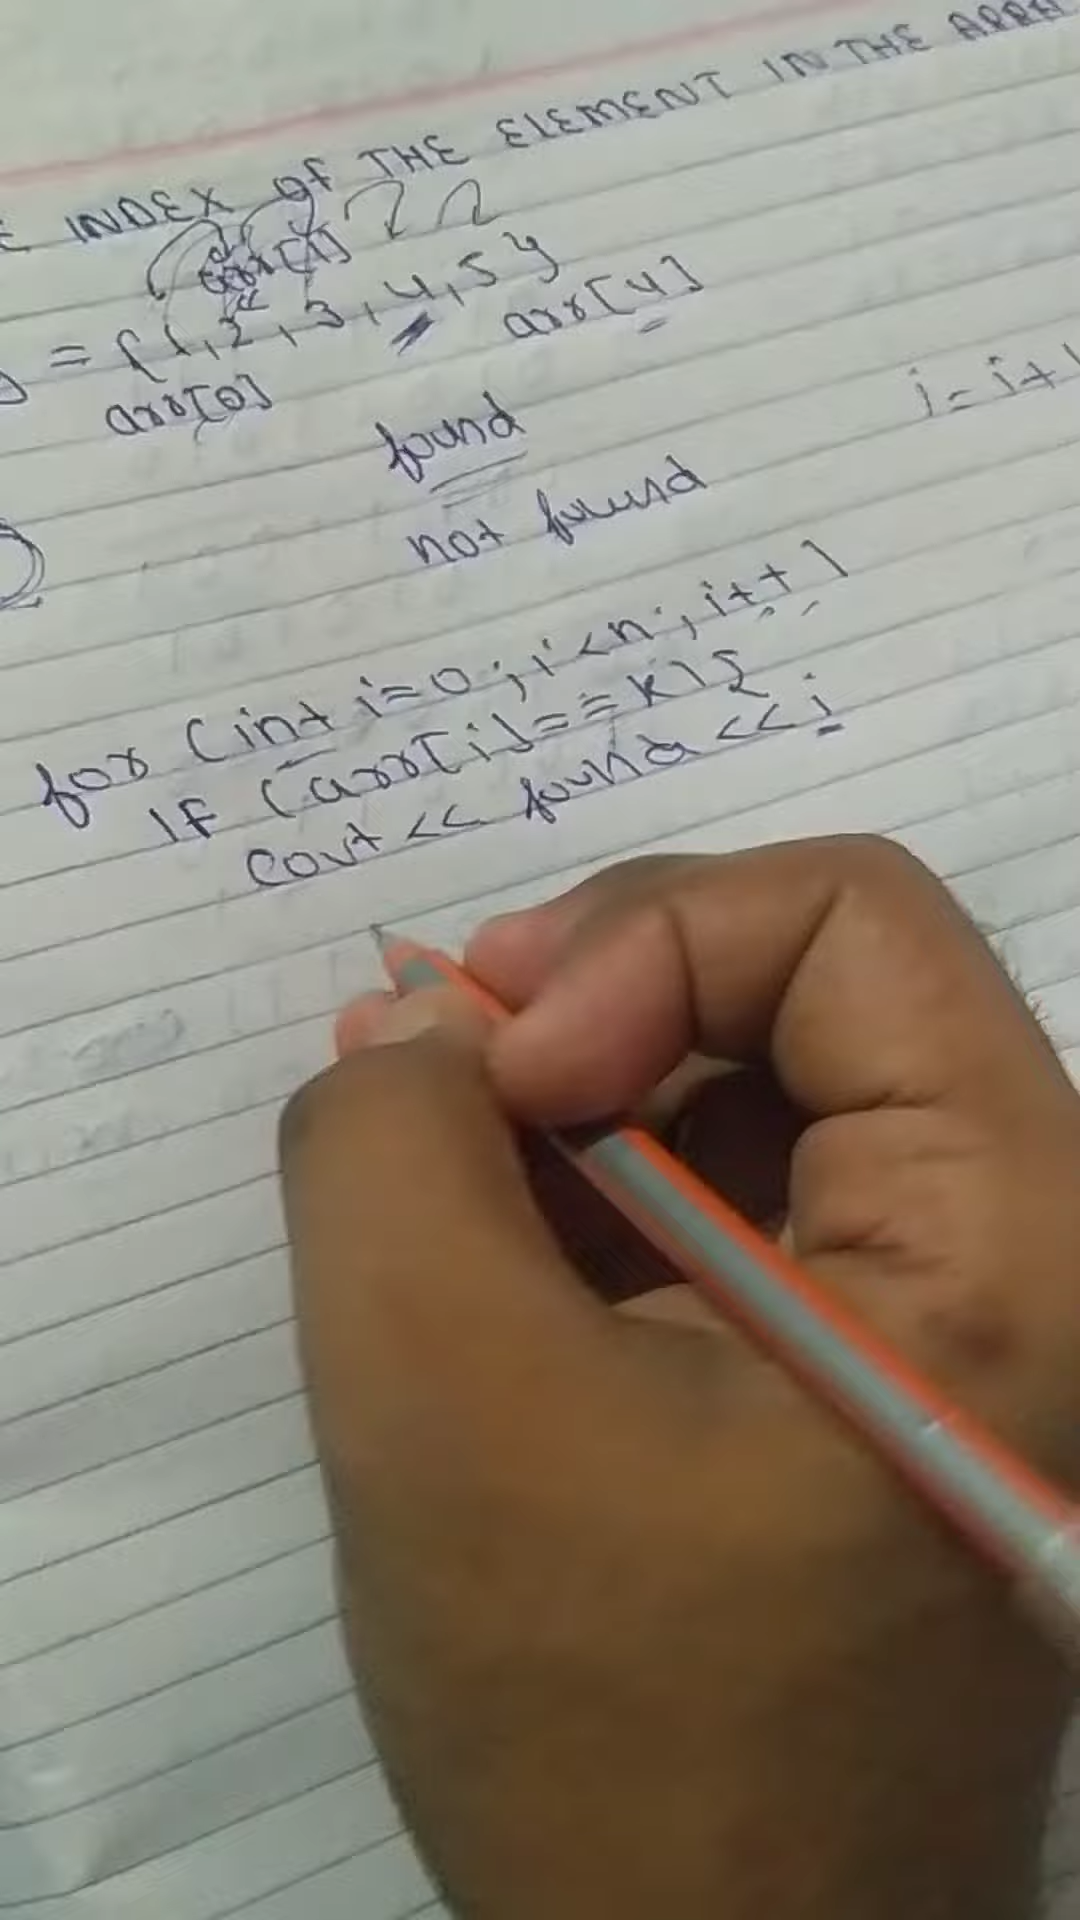 INDEX OF THE ELEMENT IN THE ARRA
arr[1]
= {1,2,3,4,5}
arr[0]
arr[4]
found
i=i+1
not found
for (int i=0;i<n;i++)
IF (arr[i]==K){
cout << found << i